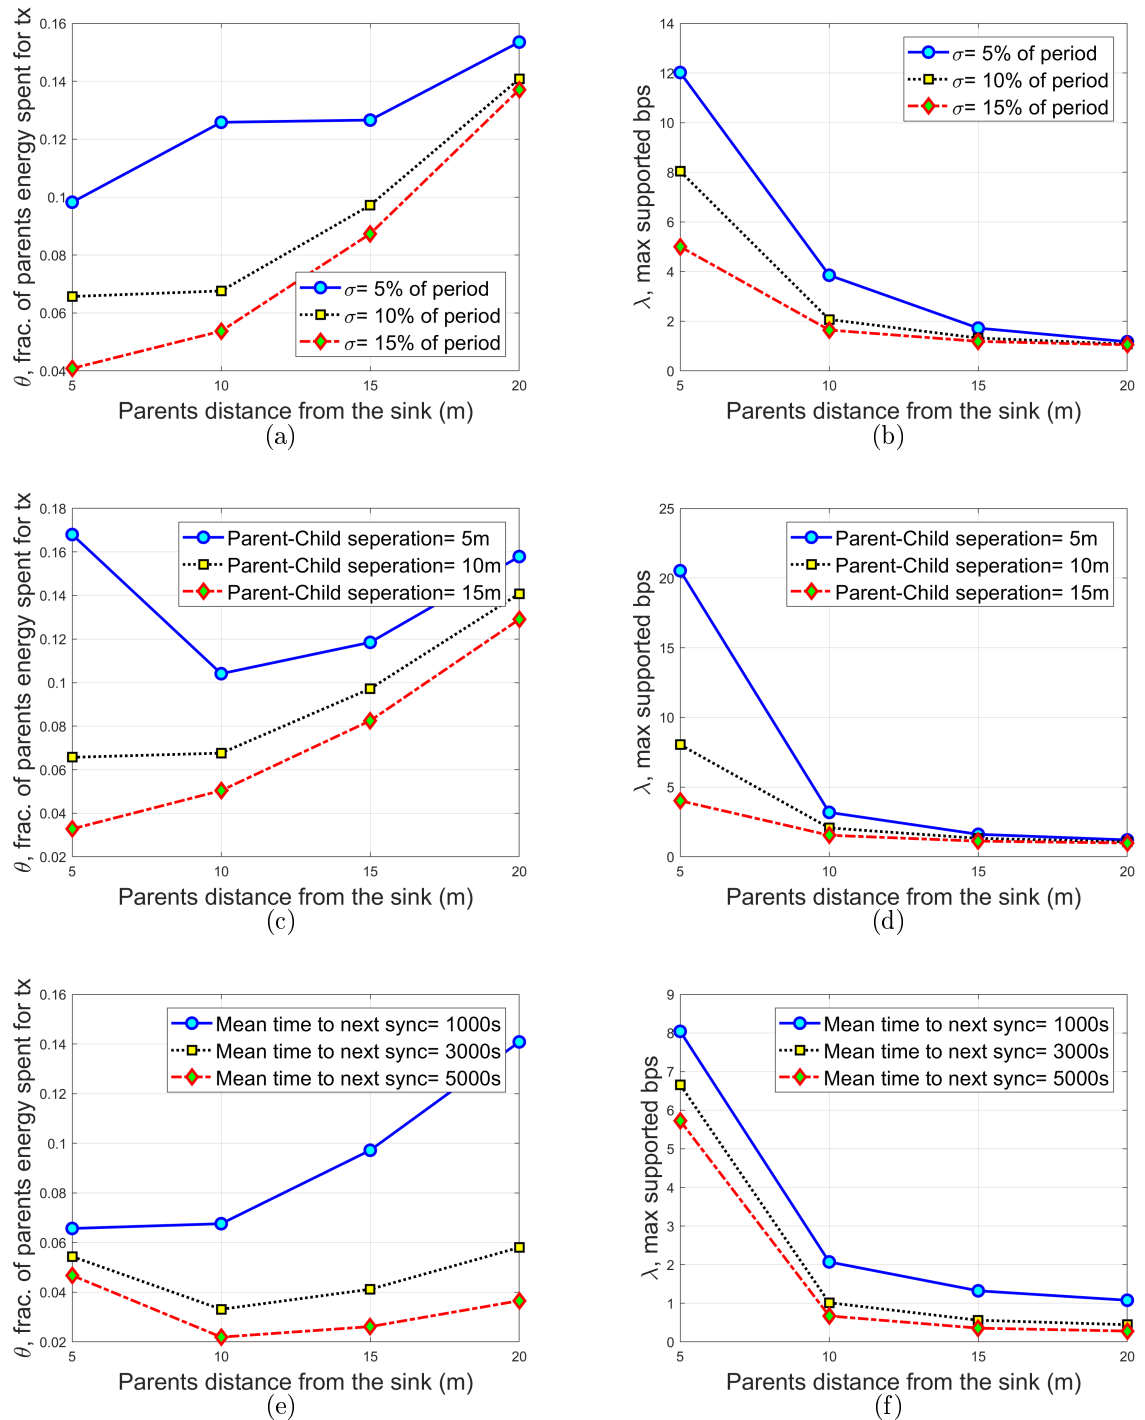 θ, frac. of parents energy spent for tx
0.16
0.14
0.12
0.1
0.08
0.06
0.04
σ= 5% of period
σ= 10% of period
σ= 15% of period
5 10 15 20
Parents distance from the sink (m)
(a)
λ, max supported bps
14
12
10
8
6
4
2
0
σ= 5% of period
σ= 10% of period
σ= 15% of period
5 10 15 20
Parents distance from the sink (m)
(b)
θ, frac. of parents energy spent for tx
0.18
0.16
0.14
0.12
0.1
0.08
0.06
0.04
0.02
Parent-Child seperation= 5m
Parent-Child seperation= 10m
Parent-Child seperation= 15m
5 10 15 20
Parents distance from the sink (m)
(c)
λ, max supported bps
25
20
15
10
5
0
Parent-Child seperation= 5m
Parent-Child seperation= 10m
Parent-Child seperation= 15m
5 10 15 20
Parents distance from the sink (m)
(d)
θ, frac. of parents energy spent for tx
0.16
0.14
0.12
0.1
0.08
0.06
0.04
0.02
Mean time to next sync= 1000s
Mean time to next sync= 3000s
Mean time to next sync= 5000s
5 10 15 20
Parents distance from the sink (m)
(e)
λ, max supported bps
9
8
7
6
5
4
3
2
1
0
Mean time to next sync= 1000s
Mean time to next sync= 3000s
Mean time to next sync= 5000s
5 10 15 20
Parents distance from the sink (m)
(f)